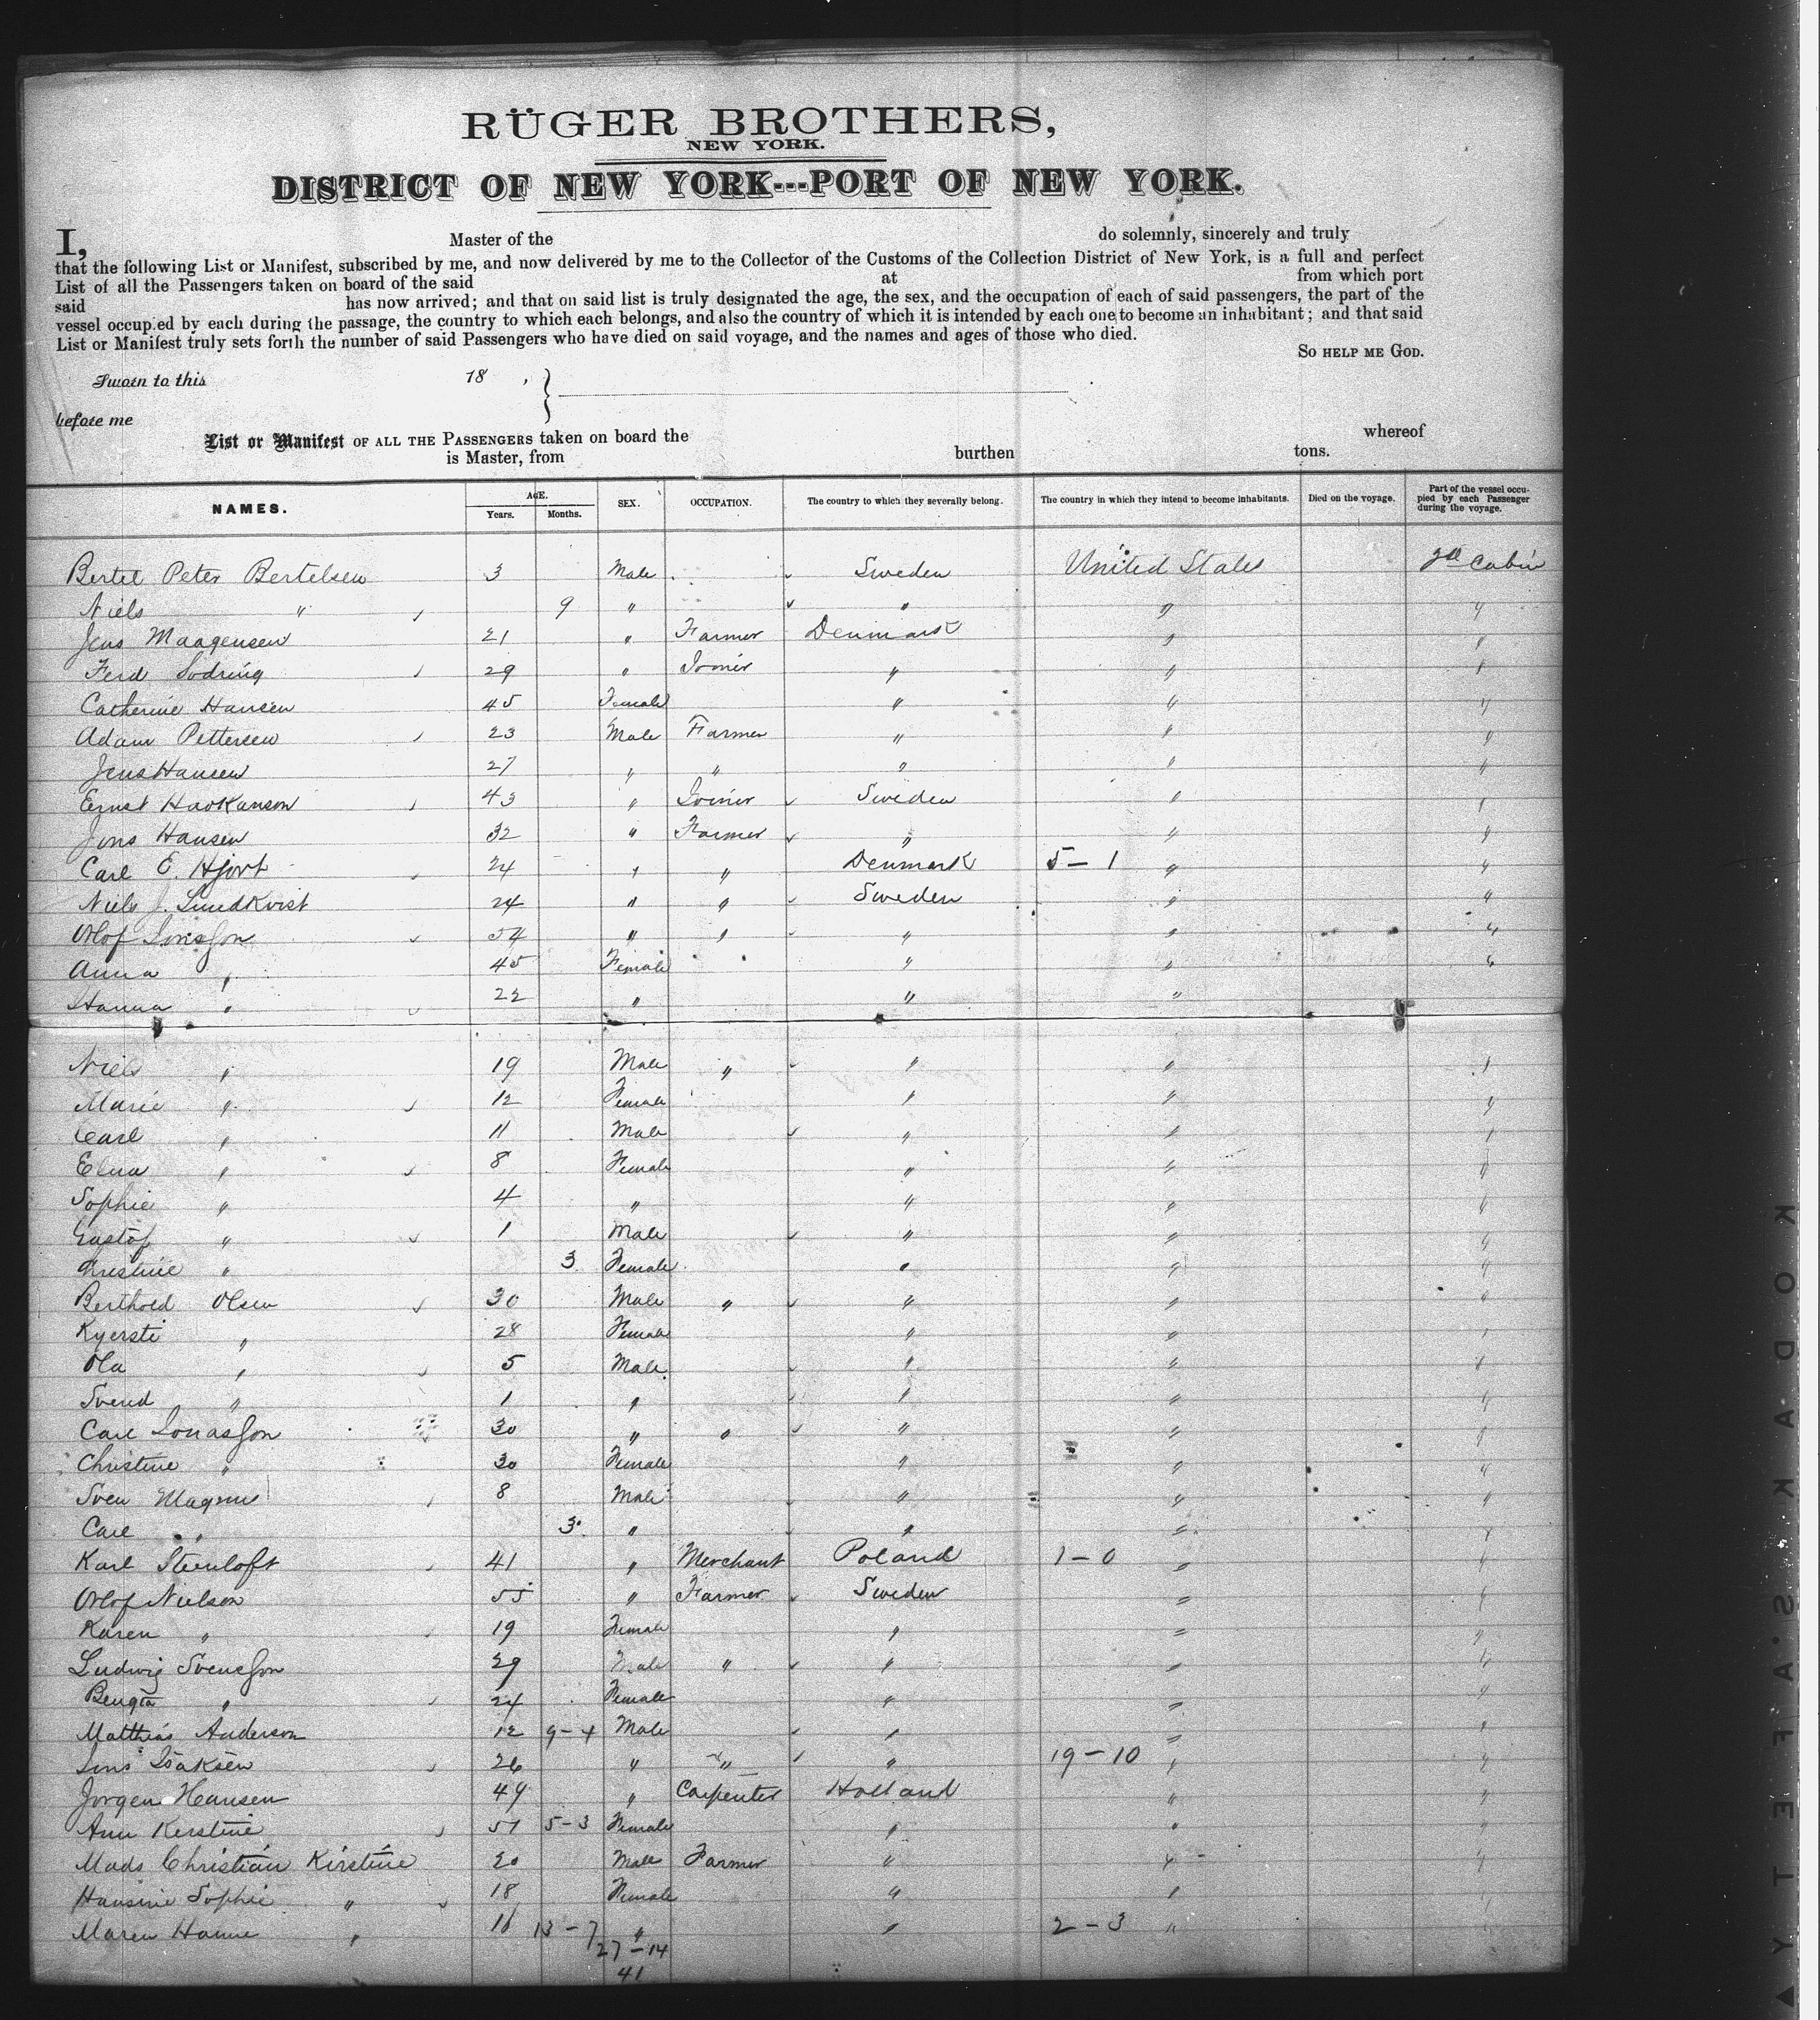 RÜGER BROTHERS,
NEW YORK.
DISTRICT OF NEW YORK---PORT OF NEW YORK.
I, Master of the do solemnly, sincerely and truly
that the following List or Manifest, subscribed by me, and now delivered by me to the Collector of the Customs of the Collection District of New York, is a full and perfect
List of all the Passengers taken on board of the said at from which port
said has now arrived; and that on said list is truly designated the age, the sex, and the occupation of each of said passengers, the part of the
vessel occupied by each during the passage, the country to which each belongs, and also the country of which it is intended by each one to become an inhabitant; and that said
List or Manifest truly sets forth the number of said Passengers who have died on said voyage, and the names and ages of those who died.
SO HELP ME GOD.
Sworn to this 18 ,
before me
List or Manifest OF ALL THE PASSENGERS taken on board the whereof
is Master, from burthen tons.
NAMES. AGE. Years. Months. SEX. OCCUPATION. The country to which they severally belong. The country in which they intend to become inhabitants. Died on the voyage. Part of the vessel occupied by each Passenger during the voyage.
Bertel Peter Bertelsen 3 Male Sweden United States Cabin
Niels " 9 " " " "
Jens Maagensen 21 " Farmer Denmark " "
Ferd Sodring 29 " Joiner " " "
Catherine Hansen 45 Female " " "
Adam Pettersen 23 Male Farmer " " "
Jens Hansen 27 " " " " "
Ernst Haokanson 43 " Joiner Sweden " "
Jöns Hansen 32 " Farmer " " "
Carl E. Hjort 24 " " Denmark 5-1 " "
Niels J. Lundkvist 24 " " Sweden " "
Olof Jonsson 54 " " " " "
Anna " 45 Female " " "
Hanna " 22 " " "
Niels " 19 Male " " " "
Marie " 12 Female " " "
Carl " 11 Male " " "
Elna " 8 Female " " "
Sophie " 4 " " " "
Gustof " 1 Male " " "
Christine " 3 Female " " "
Berthold Olsen 30 Male " " " "
Kyersti " 28 Female " " "
Ola " 5 Male " " "
Svend " 1 " " " "
Carl Jonasson 30 " " " " "
Christine " 30 Female " " "
Sven Magnus 8 Male " " "
Carl " 3 " " " "
Karl Steenloft 41 " Merchant Poland 1-0 " "
Olof Nielson 55 " Farmer Sweden " "
Karen " 19 Female " " "
Ludwig Svensson 29 Male " " " "
Bengta " 24 Female " " "
Matthias Anderson 12 9-4 Male " " "
Jens Isaksen 26 " " " 19-10 " "
Jorgen Hansen 49 " Carpenter Holland " "
Ann Kerstine 51 5-3 Female " " "
Mads Christian Kirstine 20 Male Farmer " " "
Hansine Sophie " 18 Female " " "
Maren Hanne " 16 13-7 " " 2-3 " "
27-14
41
KODAK SAFETY